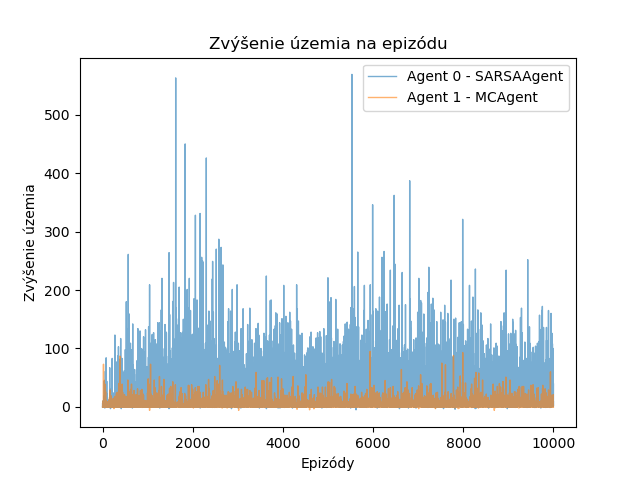 Zvýšenie územia na epizódu
Agent 0 - SARSAAgent
Agent 1 - MCAgent
500
400
300
200
100
0
Zvýšenie územia
0 2000 4000 6000 8000 10000
Epizódy